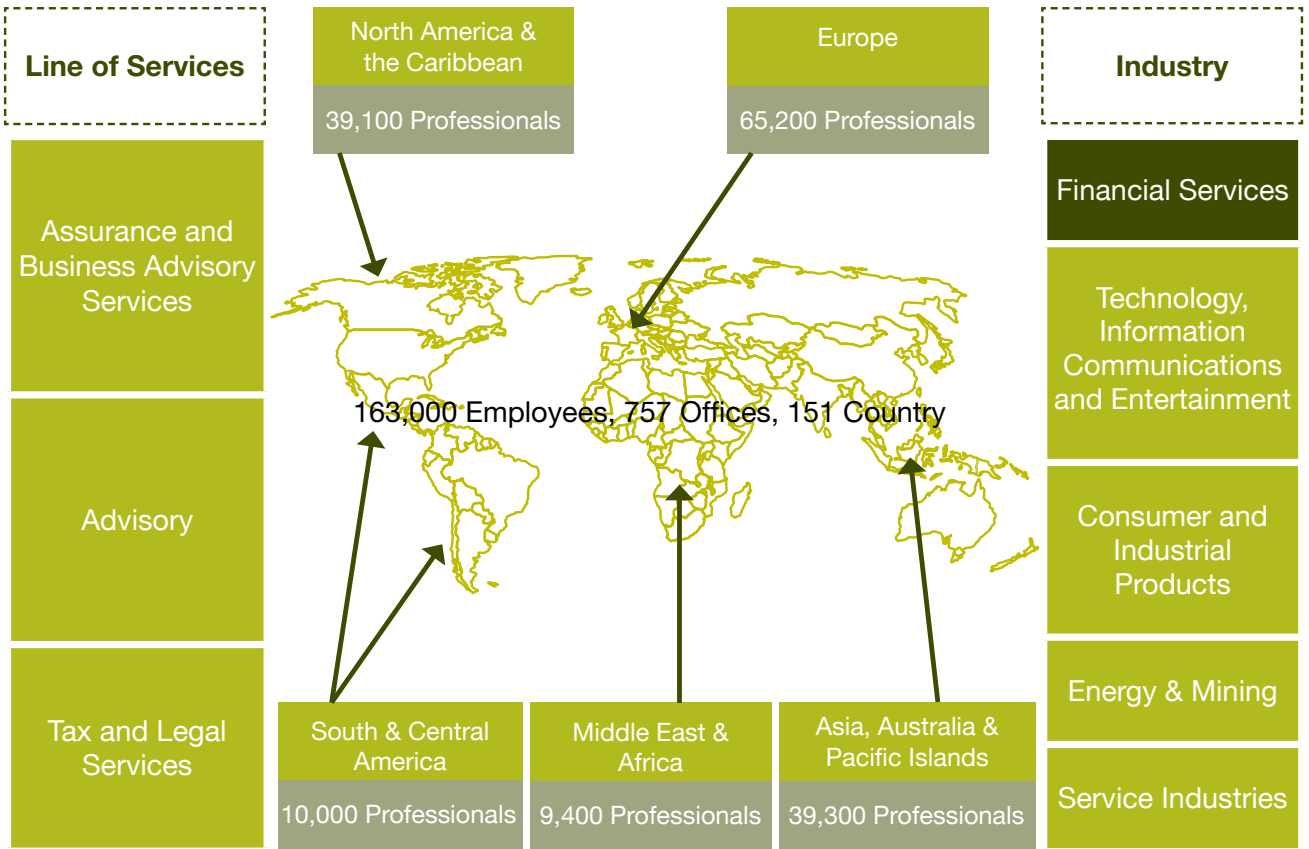 Line of Services
Assurance and
Business Advisory
Services
Advisory
Tax and Legal
Services
North America &
the Caribbean
39,100 Professionals
Europe
65,200 Professionals
163,000 Employees, 757 Offices, 151 Country
South & Central
America
10,000 Professionals
Middle East &
Africa
9,400 Professionals
Asia, Australia &
Pacific Islands
39,300 Professionals
Industry
Financial Services
Technology,
Information
Communications
and Entertainment
Consumer and
Industrial
Products
Energy & Mining
Service Industries